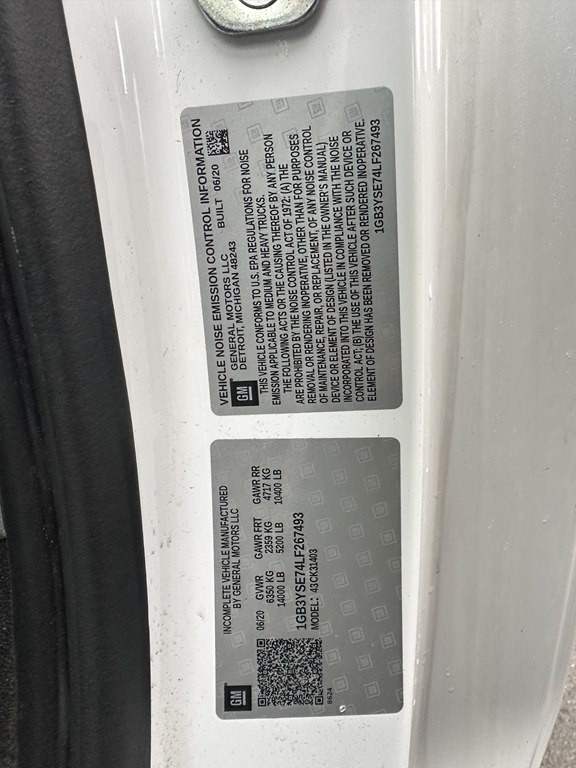 VEHICLE NOISE EMISSION CONTROL INFORMATION
GM
GENERAL MOTORS LLC BUILT 06/20
DETROIT, MICHIGAN 48243
THIS VEHICLE CONFORMS TO U.S. EPA REGULATIONS FOR NOISE
EMISSION APPLICABLE TO MEDIUM AND HEAVY TRUCKS.
THE FOLLOWING ACTS OR THE CAUSING THEREOF BY ANY PERSON
ARE PROHIBITED BY THE NOISE CONTROL ACT OF 1972: (A) THE
REMOVAL OR RENDERING INOPERATIVE, OTHER THAN FOR PURPOSES
OF MAINTENANCE, REPAIR, OR REPLACEMENT, OF ANY NOISE CONTROL
DEVICE OR ELEMENT OF DESIGN (LISTED IN THE OWNER'S MANUAL)
INCORPORATED INTO THIS VEHICLE IN COMPLIANCE WITH THE NOISE
CONTROL ACT; (B) THE USE OF THIS VEHICLE AFTER SUCH DEVICE OR
ELEMENT OF DESIGN HAS BEEN REMOVED OR RENDERED INOPERATIVE.
1GB3YSE74LF267493
GM
INCOMPLETE VEHICLE MANUFACTURED
BY GENERAL MOTORS LLC
06/20 GVWR GAWR FRT GAWR RR
6350 KG 2359 KG 4717 KG
14000 LB 5200 LB 10400 LB
1GB3YSE74LF267493
MODEL: 43CK31403
8624